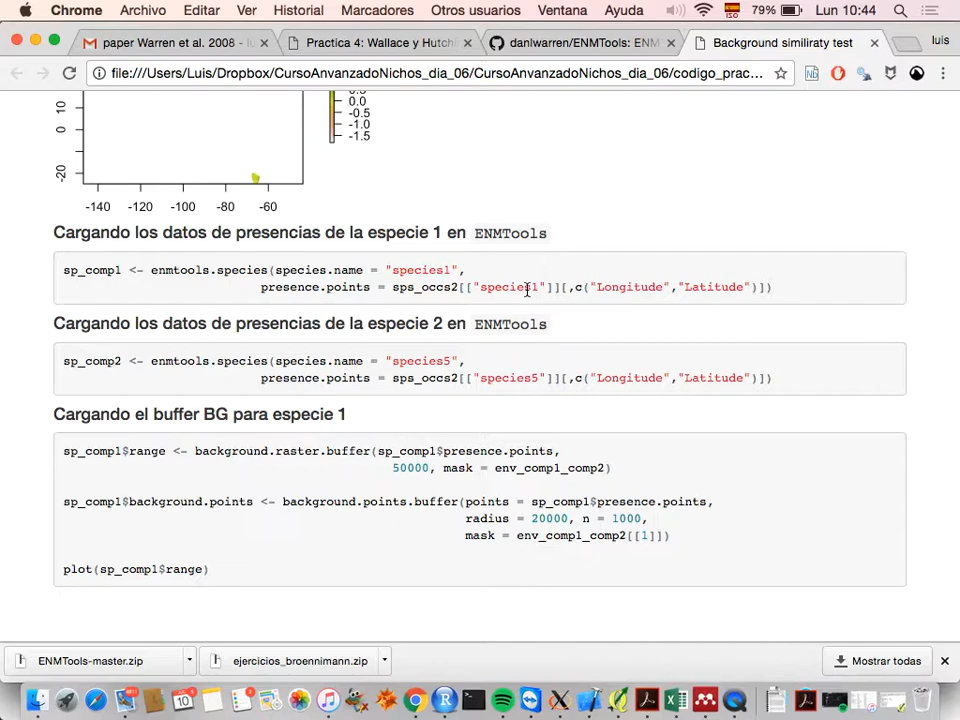 Chrome Archivo Editar Ver Historial Marcadores Otros usuarios Ventana Ayuda ISO 79% Lun 10:44
paper Warren et al. 2008 - lu Practica 4: Wallace y Hutchi danlwarren/ENMTools: ENM Background similiraty test luis
file:///Users/Luis/Dropbox/CursoAnvanzadoNichos_dia_06/CursoAnvanzadoNichos_dia_06/codigo_prac...
10
0
-20
0.0
-0.5
-1.0
-1.5
-140 -120 -100 -80 -60
Cargando los datos de presencias de la especie 1 en ENMTools
sp_comp1 <- enmtools.species(species.name = "species1",
presence.points = sps_occs2[["species1"]][,c("Longitude","Latitude")])
Cargando los datos de presencias de la especie 2 en ENMTools
sp_comp2 <- enmtools.species(species.name = "species5",
presence.points = sps_occs2[["species5"]][,c("Longitude","Latitude")])
Cargando el buffer BG para especie 1
sp_comp1$range <- background.raster.buffer(sp_comp1$presence.points,
50000, mask = env_comp1_comp2)
sp_comp1$background.points <- background.points.buffer(points = sp_comp1$presence.points,
radius = 20000, n = 1000,
mask = env_comp1_comp2[[1]])
plot(sp_comp1$range)
ENMTools-master.zip ejercicios_broennimann.zip Mostrar todas